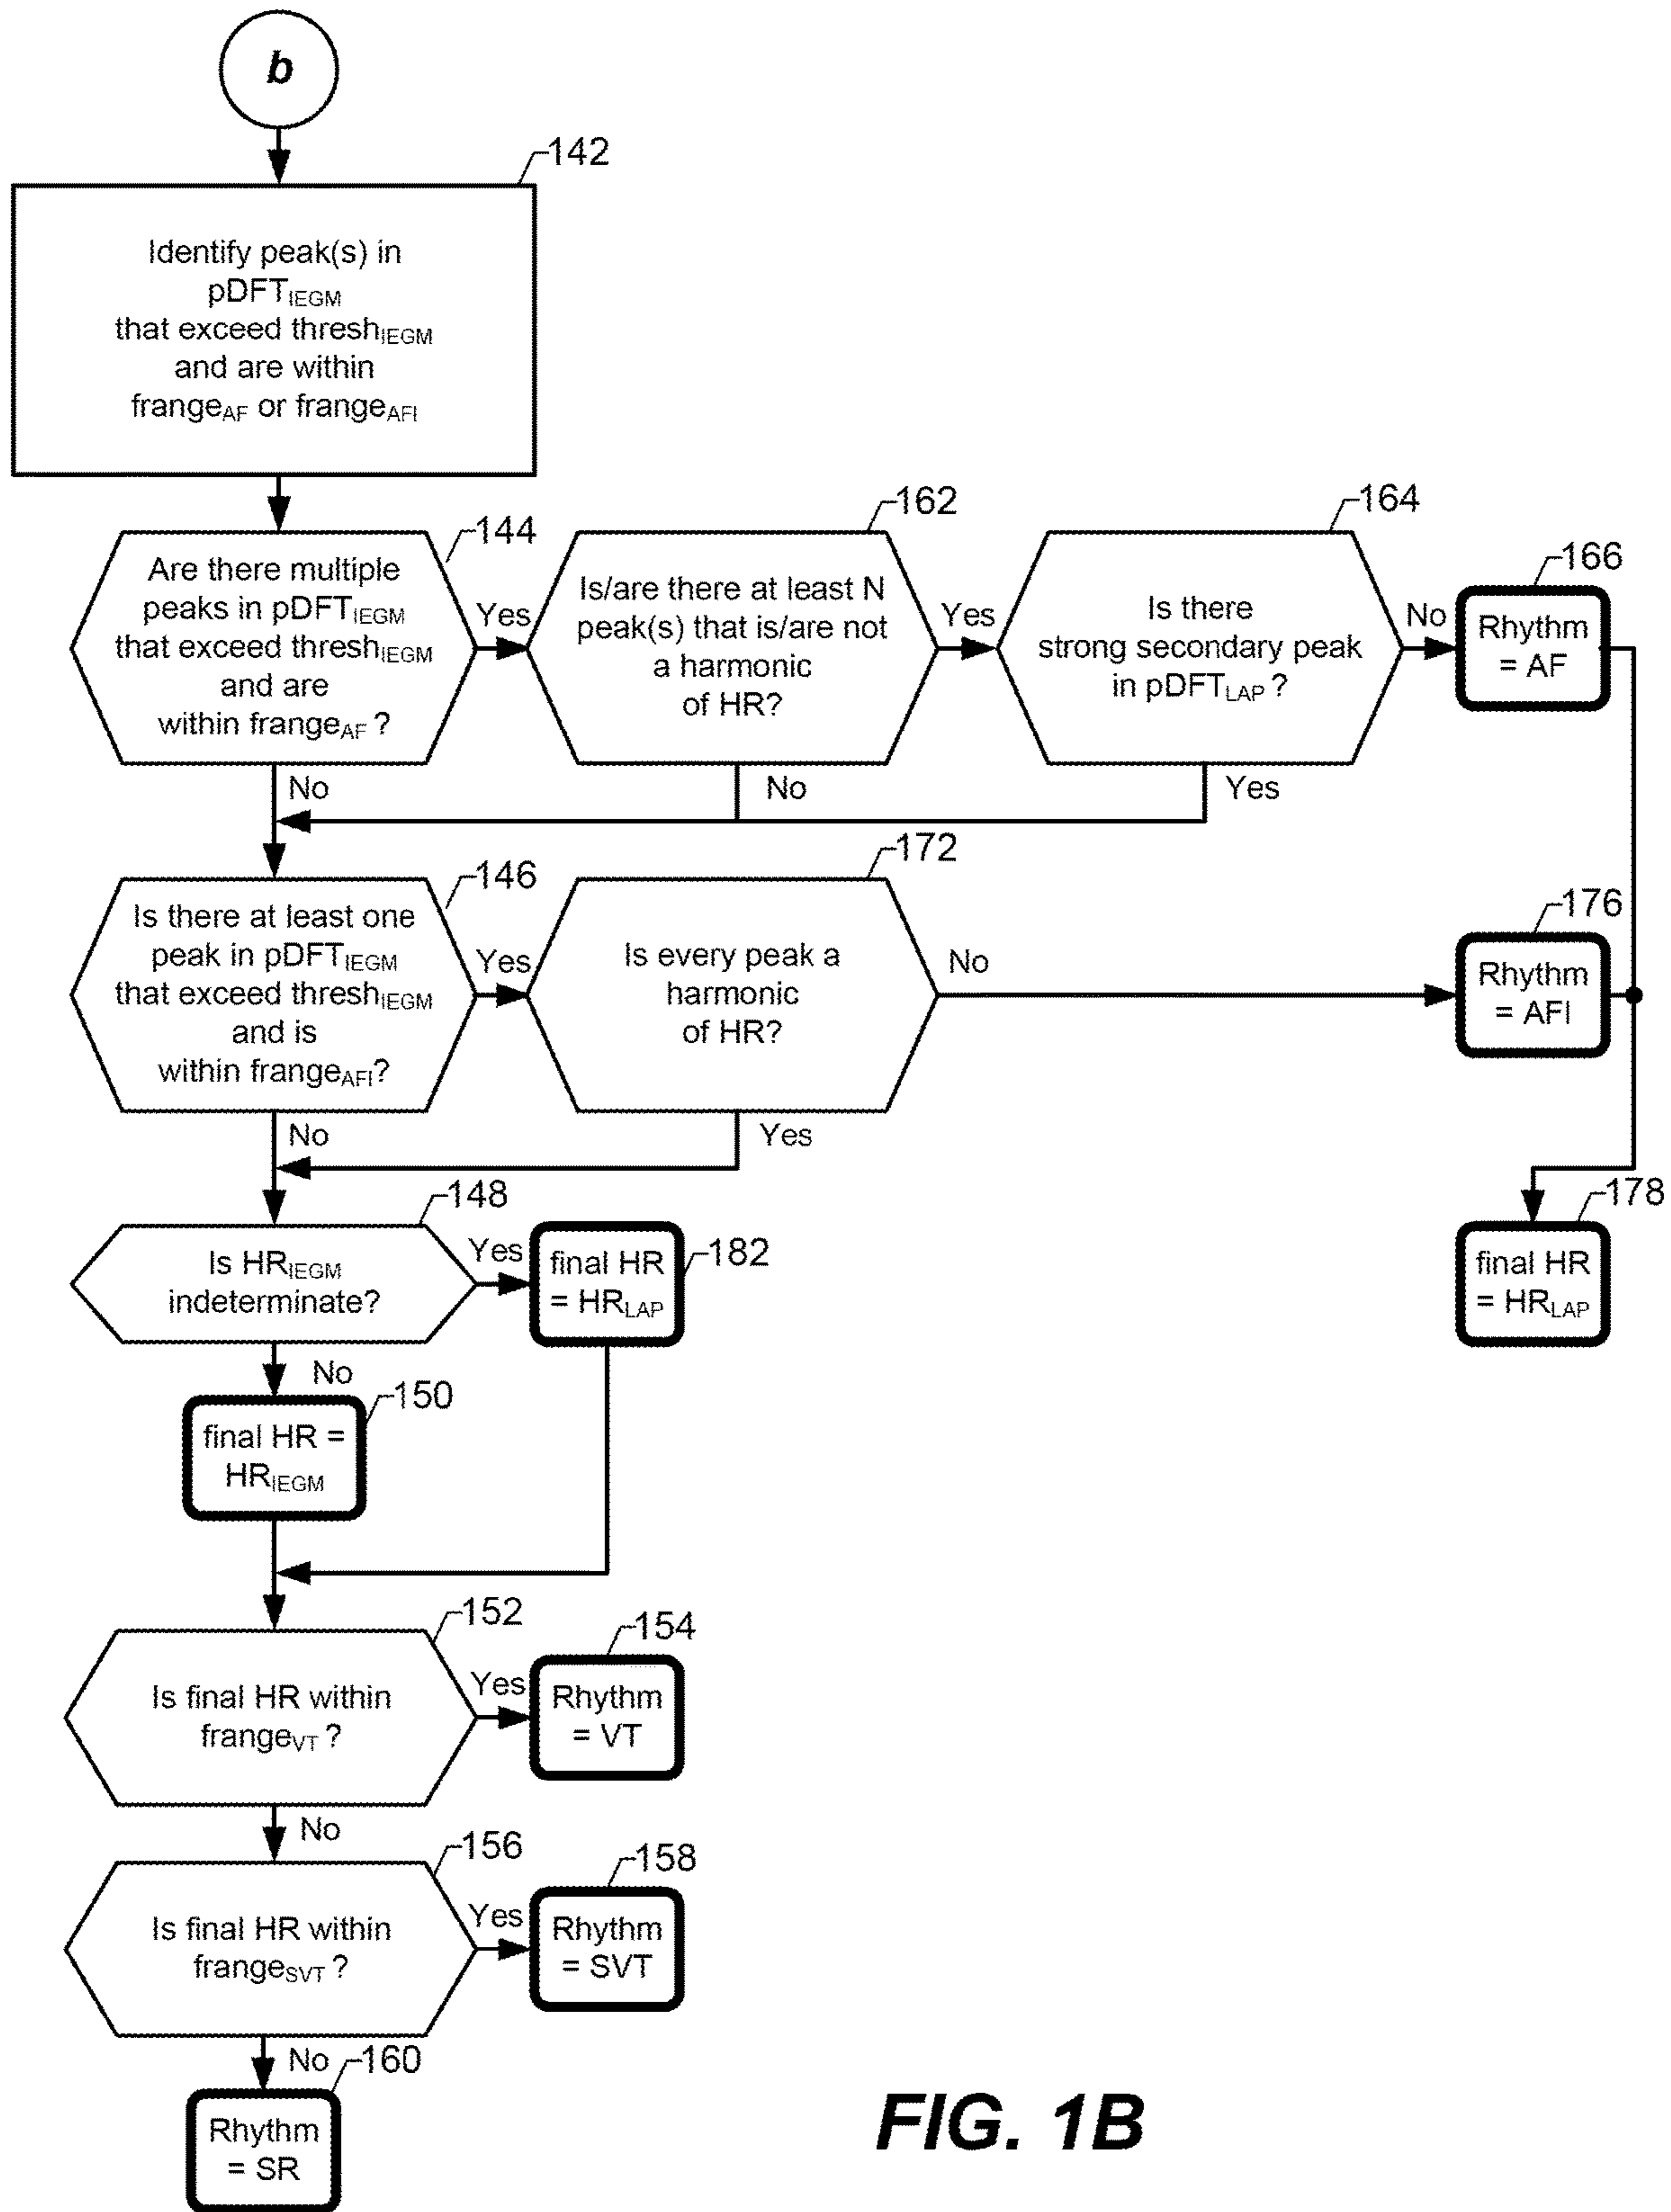 b
142
Identify peak(s) in
pDFTIEGM
that exceed threshIEGM
and are within
frangeAF or frangeAFl
144
Are there multiple
peaks in pDFTIEGM
that exceed threshIEGM
and are
within frangeAF ?
Yes
No
162
Is/are there at least N
peak(s) that is/are not
a harmonic
of HR?
Yes
No
164
Is there
strong secondary peak
in pDFTLAP ?
No
Yes
166
Rhythm
= AF
146
Is there at least one
peak in pDFTIEGM
that exceed threshIEGM
and is
within frangeAFl?
Yes
No
172
Is every peak a
harmonic
of HR?
No
Yes
176
Rhythm
= AFl
178
final HR
= HRLAP
148
Is HRIEGM
indeterminate?
Yes
No
182
final HR
= HRLAP
150
final HR =
HRIEGM
152
Is final HR within
frangeVT ?
Yes
No
154
Rhythm
= VT
156
Is final HR within
frangeSVT ?
Yes
No
158
Rhythm
= SVT
160
Rhythm
= SR
FIG. 1B